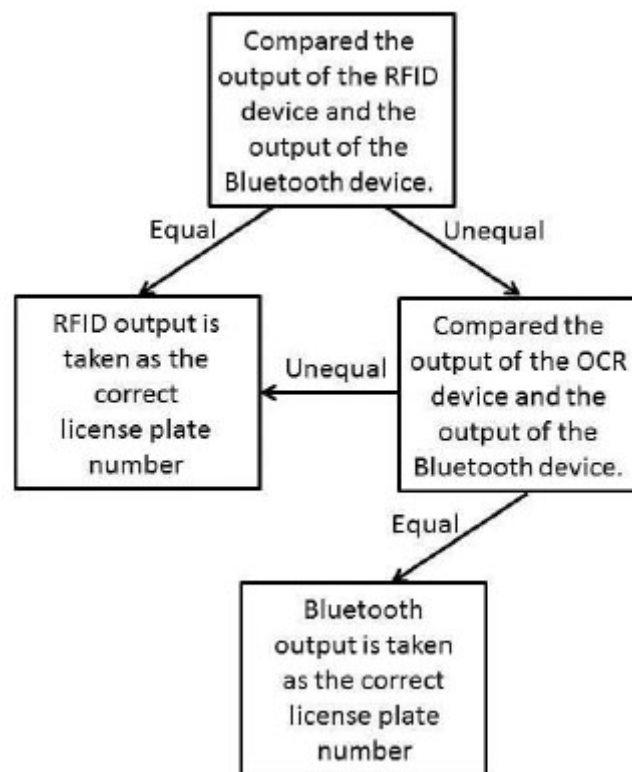 Compared the
output of the RFID
device and the
output of the
Bluetooth device.
Equal
Unequal
RFID output is
taken as the
correct
license plate
number
Unequal
Compared the
output of the OCR
device and the
output of the
Bluetooth device.
Equal
Bluetooth
output is taken
as the correct
license plate
number